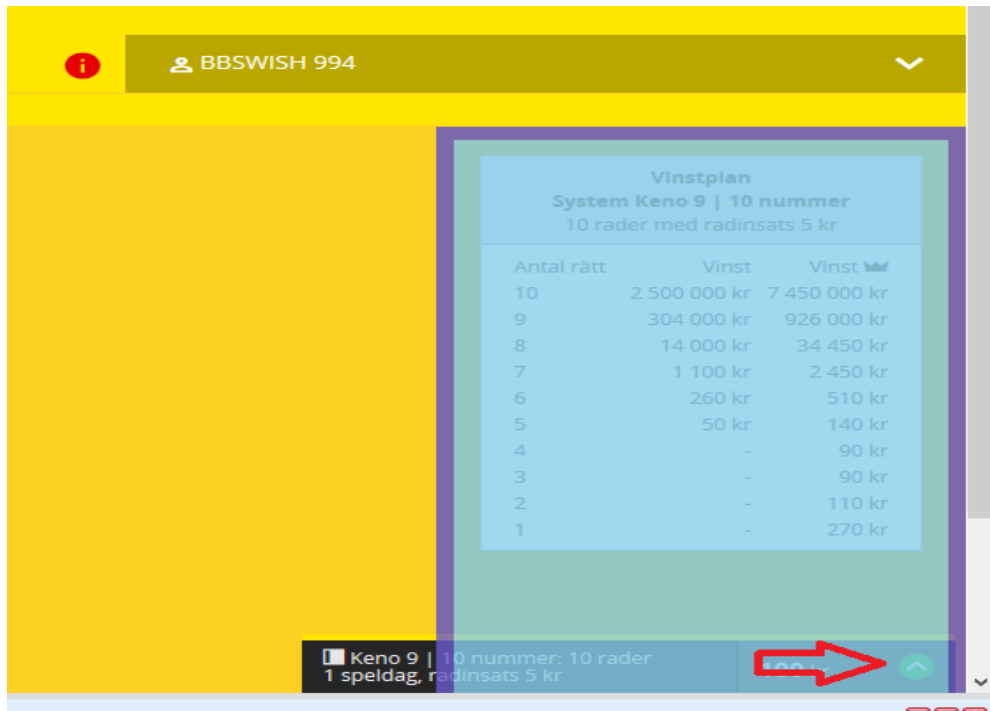 BBSWISH 994
Vinstplan
System Keno 9 | 10 nummer
10 rader med radinsats 5 kr
Antal rätt Vinst Vinst
10 2 500 000 kr 7 450 000 kr
9 304 000 kr 926 000 kr
8 14 000 kr 34 450 kr
7 1 100 kr 2 450 kr
6 260 kr 510 kr
5 50 kr 140 kr
4 - 90 kr
3 - 90 kr
2 - 110 kr
1 - 270 kr
Keno 9 | 10 nummer: 10 rader
1 speldag, radinsats 5 kr